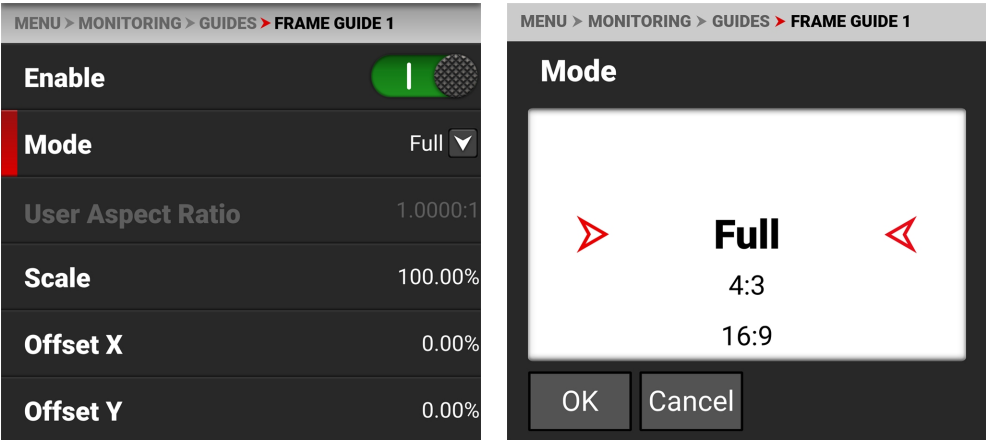 MENU > MONITORING > GUIDES > FRAME GUIDE 1
Enable
Mode Full
User Aspect Ratio 1.0000:1
Scale 100.00%
Offset X 0.00%
Offset Y 0.00%
MENU > MONITORING > GUIDES > FRAME GUIDE 1
Mode
Full
4:3
16:9
OK Cancel